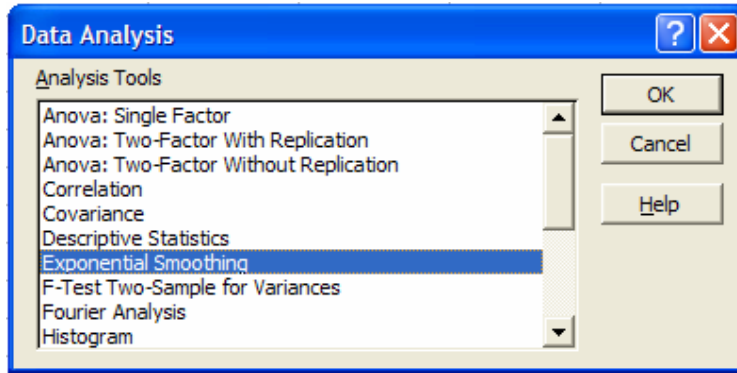 Data Analysis
Analysis Tools
Anova: Single Factor
Anova: Two-Factor With Replication
Anova: Two-Factor Without Replication
Correlation
Covariance
Descriptive Statistics
Exponential Smoothing
F-Test Two-Sample for Variances
Fourier Analysis
Histogram
OK
Cancel
Help